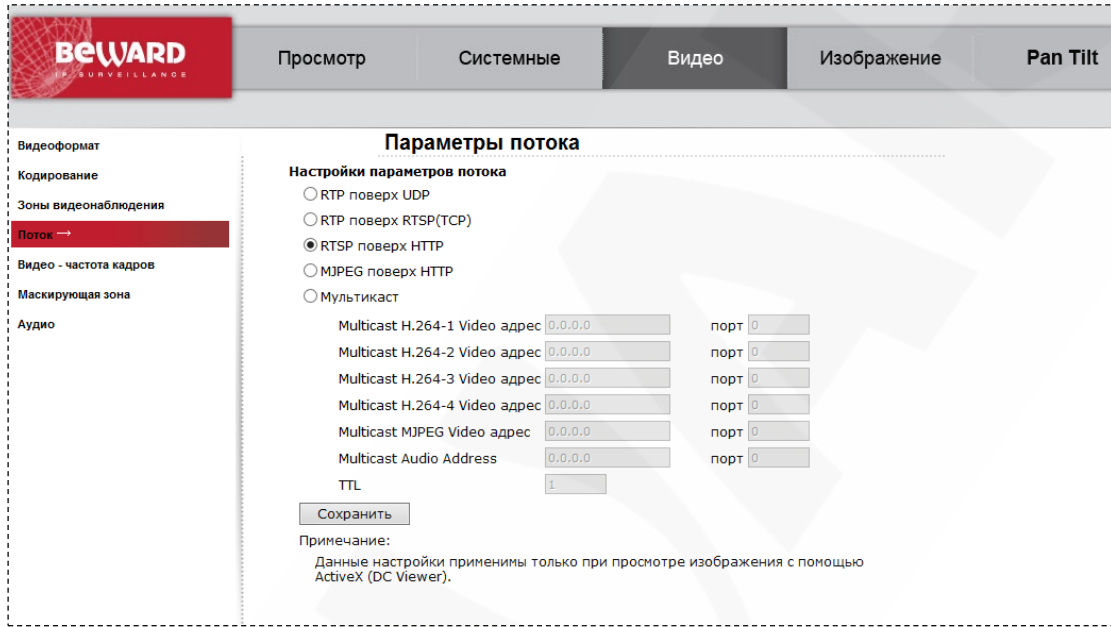 BEWARD
IP SURVEILLANCE
Просмотр Системные Видео Изображение Pan Tilt
Видеоформат
Кодирование
Зоны видеонаблюдения
Поток →
Видео - частота кадров
Маскирующая зона
Аудио
Параметры потока
Настройки параметров потока
RTP поверх UDP
RTP поверх RTSP(TCP)
RTSP поверх HTTP
MJPEG поверх HTTP
Мультикаст
Multicast H.264-1 Video адрес 0.0.0.0 порт 0
Multicast H.264-2 Video адрес 0.0.0.0 порт 0
Multicast H.264-3 Video адрес 0.0.0.0 порт 0
Multicast H.264-4 Video адрес 0.0.0.0 порт 0
Multicast MJPEG Video адрес 0.0.0.0 порт 0
Multicast Audio Address 0.0.0.0 порт 0
TTL 1
Сохранить
Примечание:
Данные настройки применимы только при просмотре изображения с помощью
ActiveX (DC Viewer).